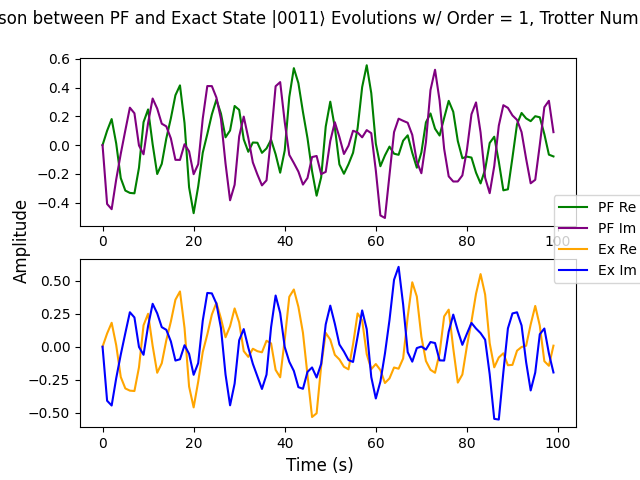 son between PF and Exact State |0011⟩ Evolutions w/ Order = 1, Trotter Num
0.6
0.4
0.2
0.0
−0.2
−0.4
0 20 40 60 80 100
PF Re
PF Im
Ex Re
Ex Im
Amplitude
0.50
0.25
0.00
−0.25
−0.50
0 20 40 60 80 100
Time (s)